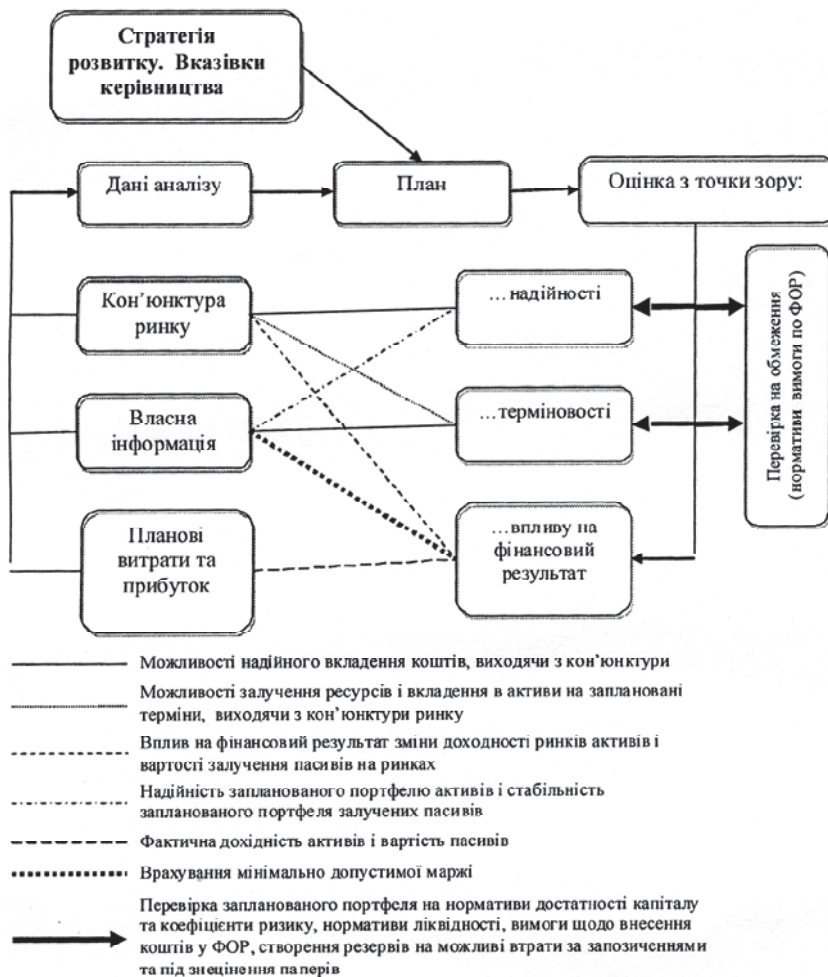 Стратегія
розвитку. Вказівки
керівництва
Дані аналізу
План
Оцінка з точки зору:
Кон’юнктура
ринку
…надійності
Власна
інформація
…терміновості
Планові
витрати та
прибуток
…впливу на
фінансовий
результат
Перевірка на обмеження
(нормативи вимоги по ФОР)
Можливості надійного вкладення коштів, виходячи з кон’юнктури
Можливості залучення ресурсів і вкладення в активи на заплановані
терміни, виходячи з кон’юнктури ринку
Вплив на фінансовий результат зміни доходності ринків активів і
вартості залучення пасивів на ринках
Надійність запланованого портфелю активів і стабільність
запланованого портфеля залучених пасивів
Фактична дохідність активів і вартість пасивів
Врахування мінімально допустимої маржі
Перевірка запланованого портфеля на нормативи достатності капіталу
та коефіцієнти ризику, нормативи ліквідності, вимоги щодо внесення
коштів у ФОР, створення резервів на можливі втрати за запозиченнями
та під знецінення паперів